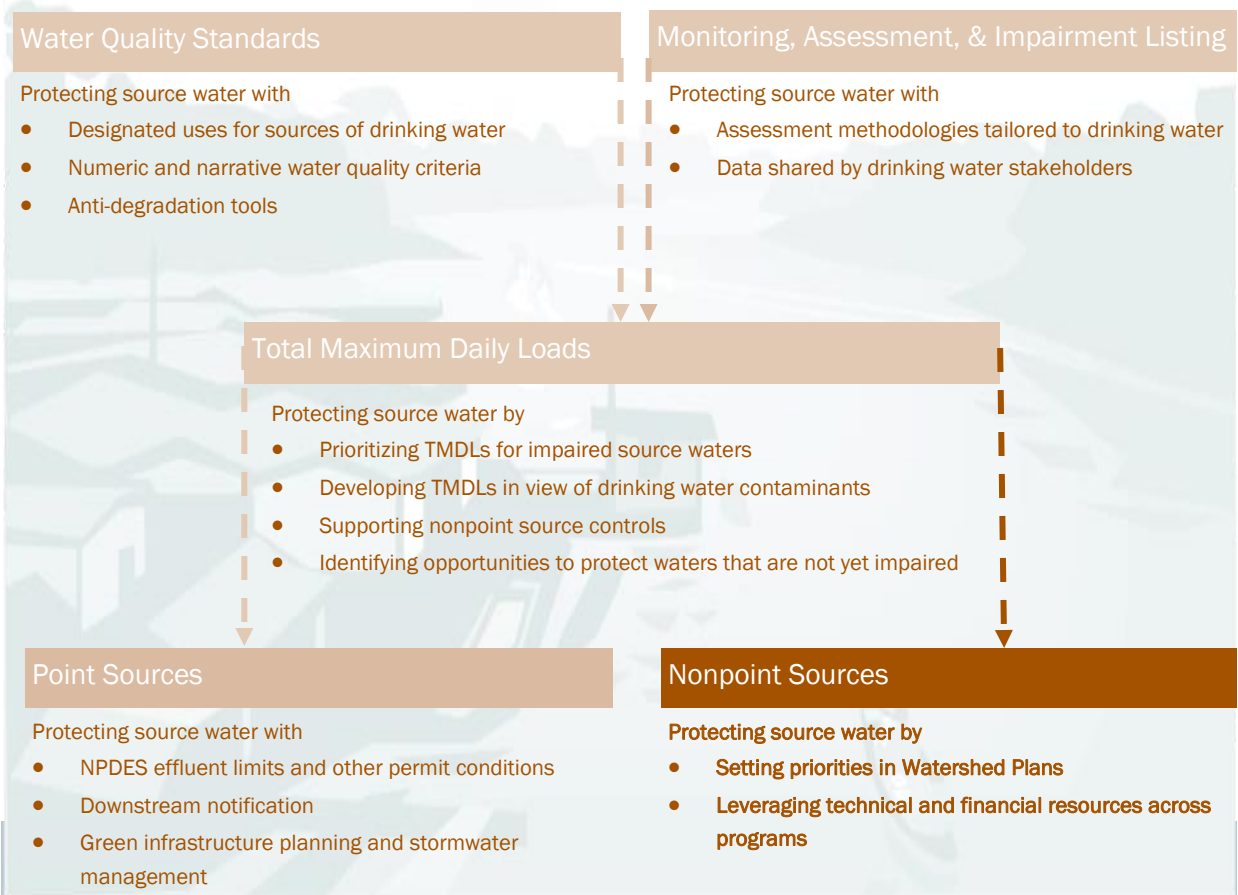 Water Quality Standards
Protecting source water with
• Designated uses for sources of drinking water
• Numeric and narrative water quality criteria
• Anti-degradation tools
Monitoring, Assessment, & Impairment Listing
Protecting source water with
• Assessment methodologies tailored to drinking water
• Data shared by drinking water stakeholders
Total Maximum Daily Loads
Protecting source water by
• Prioritizing TMDLs for impaired source waters
• Developing TMDLs in view of drinking water contaminants
• Supporting nonpoint source controls
• Identifying opportunities to protect waters that are not yet impaired
Point Sources
Protecting source water with
• NPDES effluent limits and other permit conditions
• Downstream notification
• Green infrastructure planning and stormwater
management
Nonpoint Sources
Protecting source water by
• Setting priorities in Watershed Plans
• Leveraging technical and financial resources across
programs